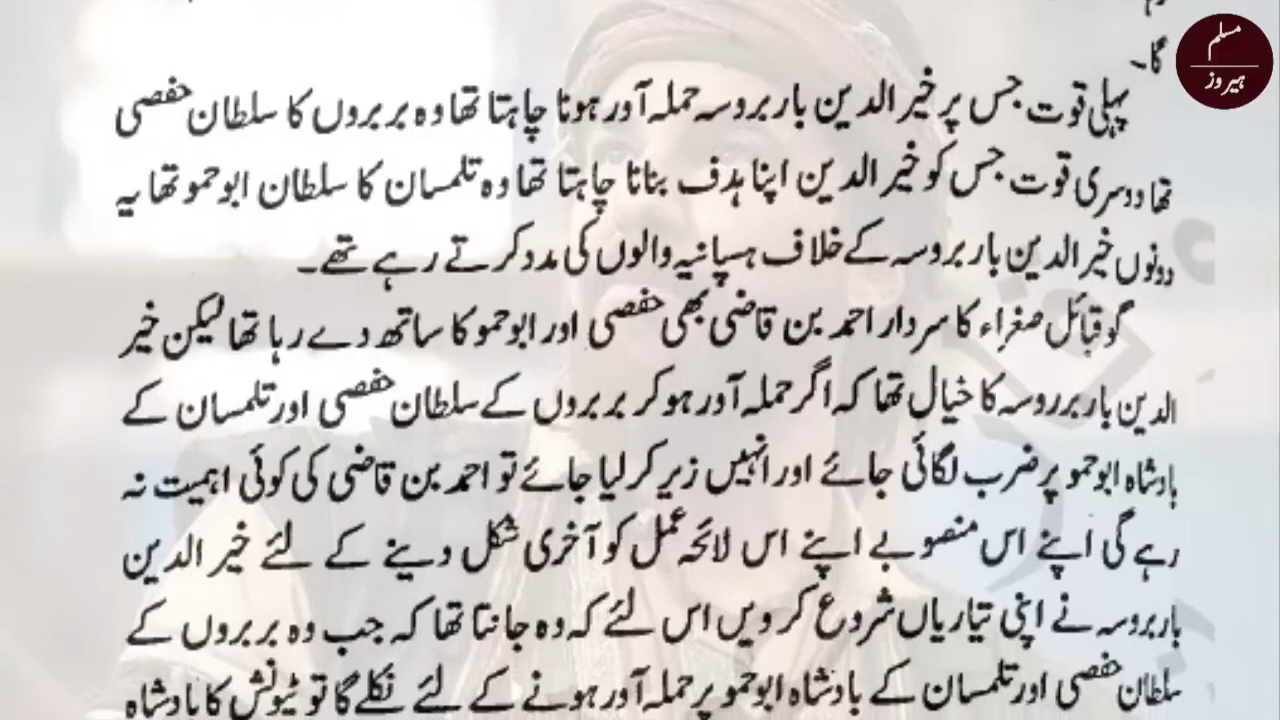 مسلم
ہیروز
گا۔
پہلی قوت جس پر خیر الدین باربروسہ حملہ آور ہونا چاہتا تھا وہ بربروں کا سلطان حفصی
تھا دوسری قوت جس کو خیر الدین اپنا ہدف بنانا چاہتا تھا وہ تلمسان کا سلطان ابوحمو تھا یہ
دونوں خیر الدین باربروسہ کے خلاف ہسپانیہ والوں کی مدد کرتے رہے تھے۔
گو قبائل صغراء کا سردار احمد بن قاضی بھی حفصی اور ابوحمو کا ساتھ دے رہا تھا لیکن خیر
الدین باربرروسہ کا خیال تھا کہ اگر حملہ آور ہو کر بربروں کے سلطان حفصی اور تلمسان کے
بادشاہ ابوحمو پر ضرب لگائی جائے اور انہیں زیر کر لیا جائے تو احمد بن قاضی کی کوئی اہمیت نہ
رہے گی اپنے اس منصوبے اپنے اس لائحہ عمل کو آخری شکل دینے کے لئے خیر الدین
باربروسہ نے اپنی تیاریاں شروع کر دیں اس لئے کہ وہ جانتا تھا کہ جب وہ بربروں کے
سلطان حفصی اور تلمسان کے بادشاہ ابوحمو پر حملہ آور ہونے کے لئے نکلے گا تو ٹیونش کا بادشاہ